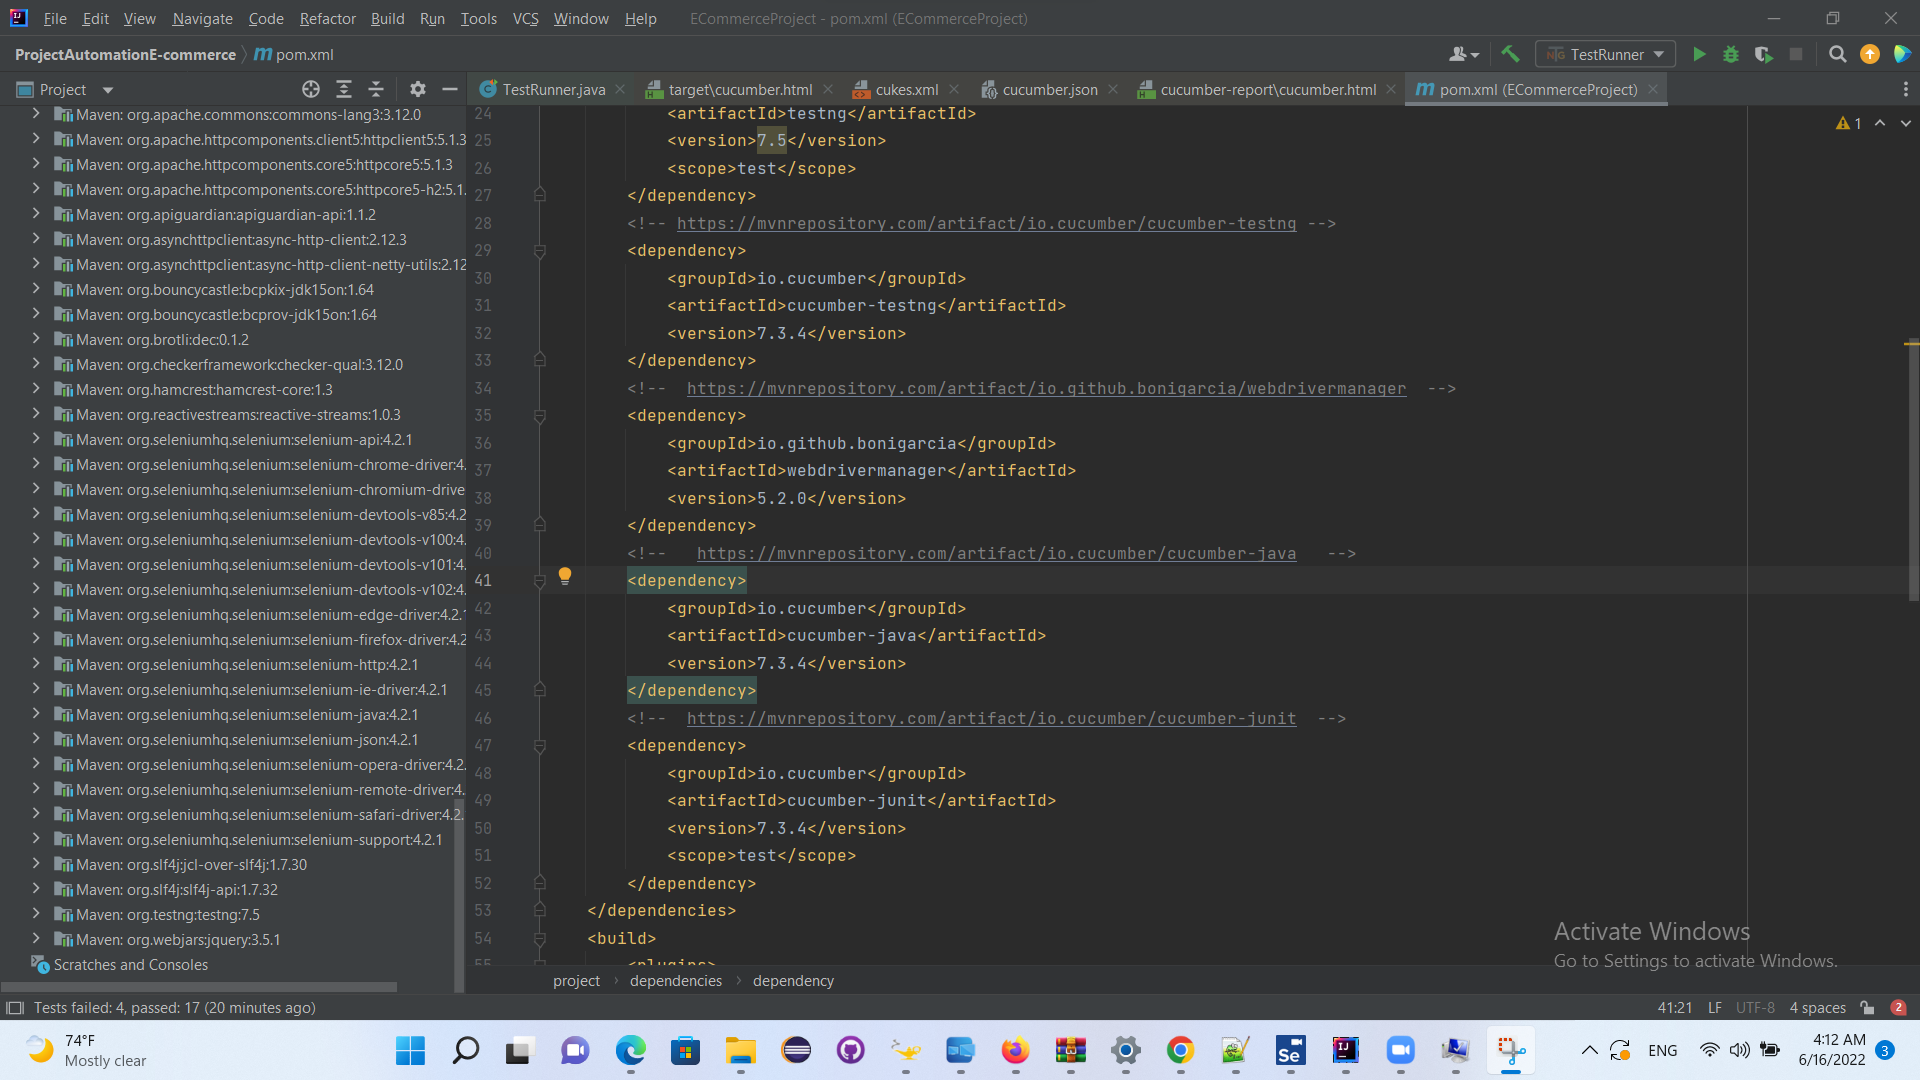 File Edit View Navigate Code Refactor Build Run Tools VCS Window Help ECommerceProject - pom.xml (ECommerceProject)
ProjectAutomationE-commerce pom.xml
TestRunner
Project
TestRunner.java target\cucumber.html cukes.xml cucumber.json cucumber-report\cucumber.html pom.xml (ECommerceProject)
Maven: org.apache.commons:commons-lang3:3.12.0
Maven: org.apache.httpcomponents.client5:httpclient5:5.1.3
Maven: org.apache.httpcomponents.core5:httpcore5:5.1.3
Maven: org.apache.httpcomponents.core5:httpcore5-h2:5.1.
Maven: org.apiguardian:apiguardian-api:1.1.2
Maven: org.asynchttpclient:async-http-client:2.12.3
Maven: org.asynchttpclient:async-http-client-netty-utils:2.12
Maven: org.bouncycastle:bcpkix-jdk15on:1.64
Maven: org.bouncycastle:bcprov-jdk15on:1.64
Maven: org.brotli:dec:0.1.2
Maven: org.checkerframework:checker-qual:3.12.0
Maven: org.hamcrest:hamcrest-core:1.3
Maven: org.reactivestreams:reactive-streams:1.0.3
Maven: org.seleniumhq.selenium:selenium-api:4.2.1
Maven: org.seleniumhq.selenium:selenium-chrome-driver:4.
Maven: org.seleniumhq.selenium:selenium-chromium-drive
Maven: org.seleniumhq.selenium:selenium-devtools-v85:4.2
Maven: org.seleniumhq.selenium:selenium-devtools-v100:4.
Maven: org.seleniumhq.selenium:selenium-devtools-v101:4.
Maven: org.seleniumhq.selenium:selenium-devtools-v102:4.
Maven: org.seleniumhq.selenium:selenium-edge-driver:4.2.1
Maven: org.seleniumhq.selenium:selenium-firefox-driver:4.2
Maven: org.seleniumhq.selenium:selenium-http:4.2.1
Maven: org.seleniumhq.selenium:selenium-ie-driver:4.2.1
Maven: org.seleniumhq.selenium:selenium-java:4.2.1
Maven: org.seleniumhq.selenium:selenium-json:4.2.1
Maven: org.seleniumhq.selenium:selenium-opera-driver:4.2.
Maven: org.seleniumhq.selenium:selenium-remote-driver:4.
Maven: org.seleniumhq.selenium:selenium-safari-driver:4.2.
Maven: org.seleniumhq.selenium:selenium-support:4.2.1
Maven: org.slf4j:jcl-over-slf4j:1.7.30
Maven: org.slf4j:slf4j-api:1.7.32
Maven: org.testng:testng:7.5
Maven: org.webjars:jquery:3.5.1
Scratches and Consoles
24 <artifactId>testng</artifactId>
25 <version>7.5</version>
26 <scope>test</scope>
27 </dependency>
28 <!-- https://mvnrepository.com/artifact/io.cucumber/cucumber-testng -->
29 <dependency>
30 <groupId>io.cucumber</groupId>
31 <artifactId>cucumber-testng</artifactId>
32 <version>7.3.4</version>
33 </dependency>
34 <!-- https://mvnrepository.com/artifact/io.github.bonigarcia/webdrivermanager -->
35 <dependency>
36 <groupId>io.github.bonigarcia</groupId>
37 <artifactId>webdrivermanager</artifactId>
38 <version>5.2.0</version>
39 </dependency>
40 <!-- https://mvnrepository.com/artifact/io.cucumber/cucumber-java -->
41 <dependency>
42 <groupId>io.cucumber</groupId>
43 <artifactId>cucumber-java</artifactId>
44 <version>7.3.4</version>
45 </dependency>
46 <!-- https://mvnrepository.com/artifact/io.cucumber/cucumber-junit -->
47 <dependency>
48 <groupId>io.cucumber</groupId>
49 <artifactId>cucumber-junit</artifactId>
50 <version>7.3.4</version>
51 <scope>test</scope>
52 </dependency>
53 </dependencies>
54 <build>
55 <plugins>
1
Activate Windows
Go to Settings to activate Windows.
project dependencies dependency
Tests failed: 4, passed: 17 (20 minutes ago) 41:21 LF UTF-8 4 spaces 2
74°F
Mostly clear
Se
ENG
4:12 AM
6/16/2022
3